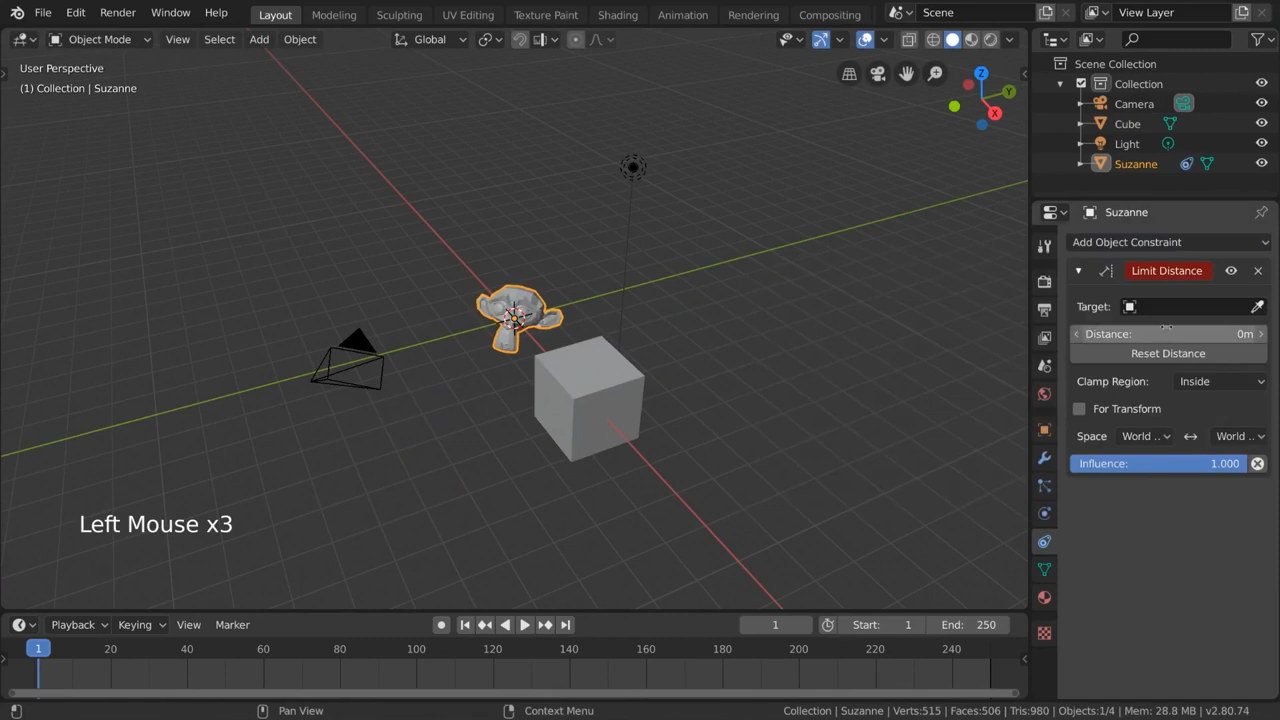 File Edit Render Window Help Layout Modeling Sculpting UV Editing Texture Paint Shading Animation Rendering Compositing Scene View Layer
Object Mode View Select Add Object Global
User Perspective
(1) Collection | Suzanne
Z
Y
X
Left Mouse x3
Scene Collection
Collection
Camera
Cube
Light
Suzanne
Suzanne
Add Object Constraint
Limit Distance
Target:
Distance: 0m
Reset Distance
Clamp Region: Inside
For Transform
Space World .. World ..
Influence: 1.000
Playback Keying View Marker 1 Start: 1 End: 250
1 20 40 60 80 100 120 140 160 180 200 220 240
Pan View Context Menu Collection | Suzanne | Verts:515 | Faces:506 | Tris:980 | Objects:1/4 | Mem: 28.8 MB | v2.80.74